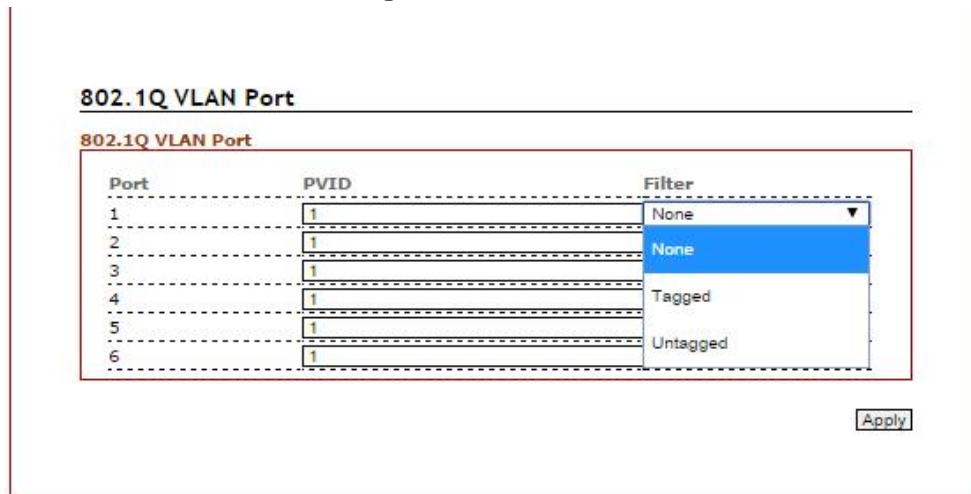 802.1Q VLAN Port
802.1Q VLAN Port
Port PVID Filter
1 1 None
2 1
3 1
4 1
5 1
6 1
None
Tagged
Untagged
Apply